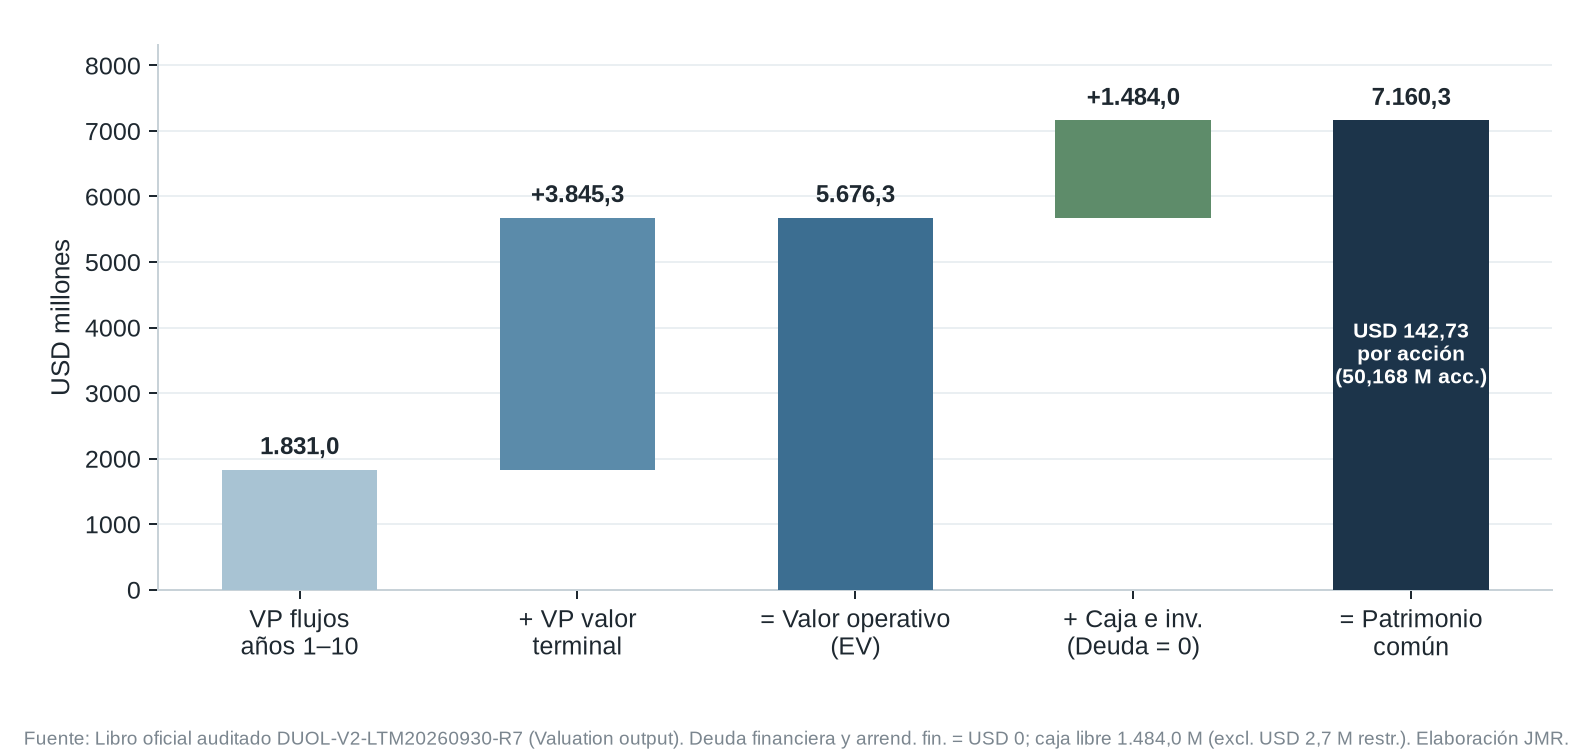 USD millones
8000
7000
6000
5000
4000
3000
2000
1000
0
1.831,0
+3.845,3
5.676,3
+1.484,0
7.160,3
USD 142,73
por acción
(50,168 M acc.)
VP flujos
años 1–10
+ VP valor
terminal
= Valor operativo
(EV)
+ Caja e inv.
(Deuda = 0)
= Patrimonio
común
Fuente: Libro oficial auditado DUOL-V2-LTM20260930-R7 (Valuation output). Deuda financiera y arrend. fin. = USD 0; caja libre 1.484,0 M (excl. USD 2,7 M restr.). Elaboración JMR.